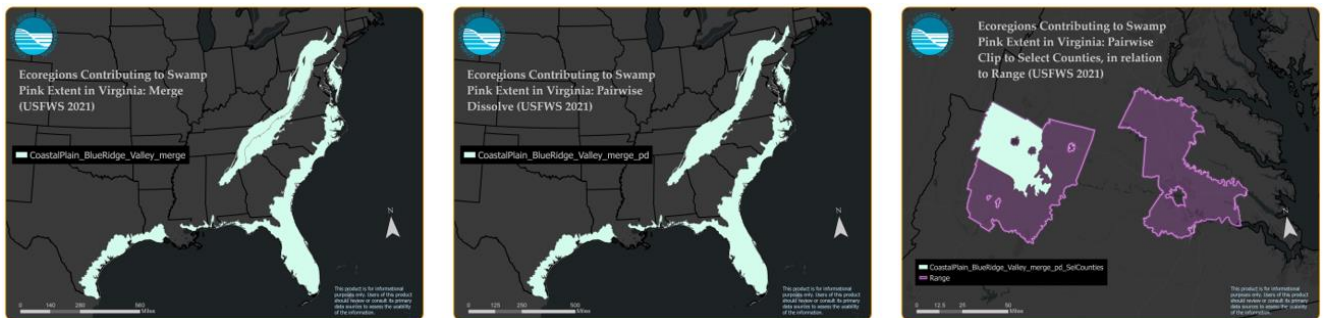 Ecoregions Contributing to Swamp
Pink Extent in Virginia: Merge
(USFWS 2021)
CoastalPlain_BlueRidge_Valley_merge
N
0 140 280 560
Miles
This product is for informational
purposes only. Users of this product
should review or consult its primary
data sources to assess the usability
of the information.
Ecoregions Contributing to Swamp
Pink Extent in Virginia: Pairwise
Dissolve (USFWS 2021)
CoastalPlain_BlueRidge_Valley_merge_pd
N
0 125 250 500
Miles
This product is for informational
purposes only. Users of this product
should review or consult its primary
data sources to assess the usability
of the information.
Ecoregions Contributing to Swamp
Pink Extent in Virginia: Pairwise
Clip to Select Counties, in relation
to Range (USFWS 2021)
N
CoastalPlain_BlueRidge_Valley_merge_pd_SelCounties
Range
0 12.5 25 50
Miles
This product is for informational
purposes only. Users of this product
should review or consult its primary
data sources to assess the usability
of the information.